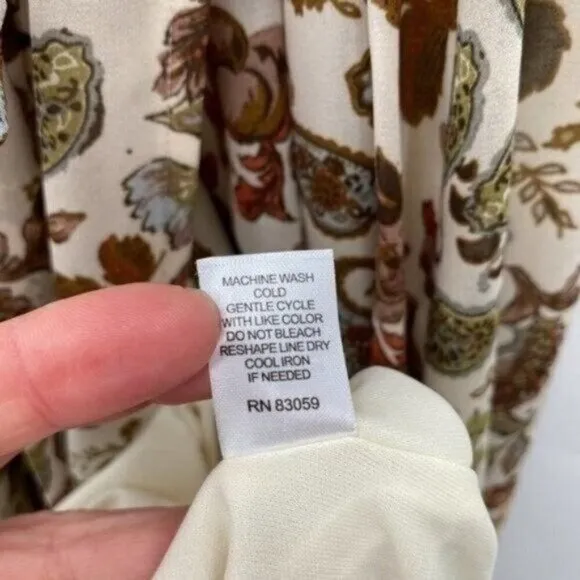 MACHINE WASH
COLD
GENTLE CYCLE
WITH LIKE COLOR
DO NOT BLEACH
RESHAPE LINE DRY
COOL IRON
IF NEEDED
RN 83059